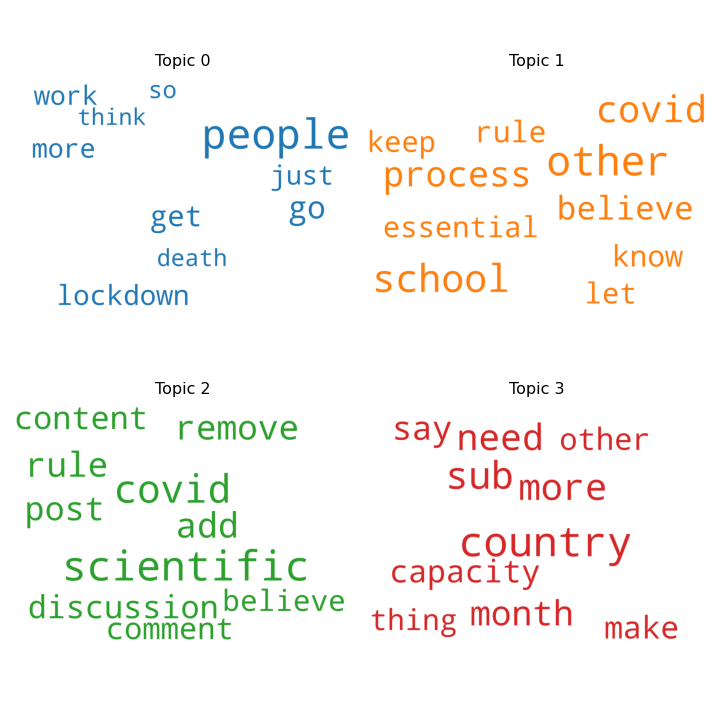 Topic 0
work so
think
people
more
just
go
get
death
lockdown
Topic 1
covid
keep rule
other
process
believe
essential
know
school
let
Topic 2
content remove
rule
covid
post
add
scientific
discussion believe
comment
Topic 3
say need other
sub more
country
capacity
thing month make